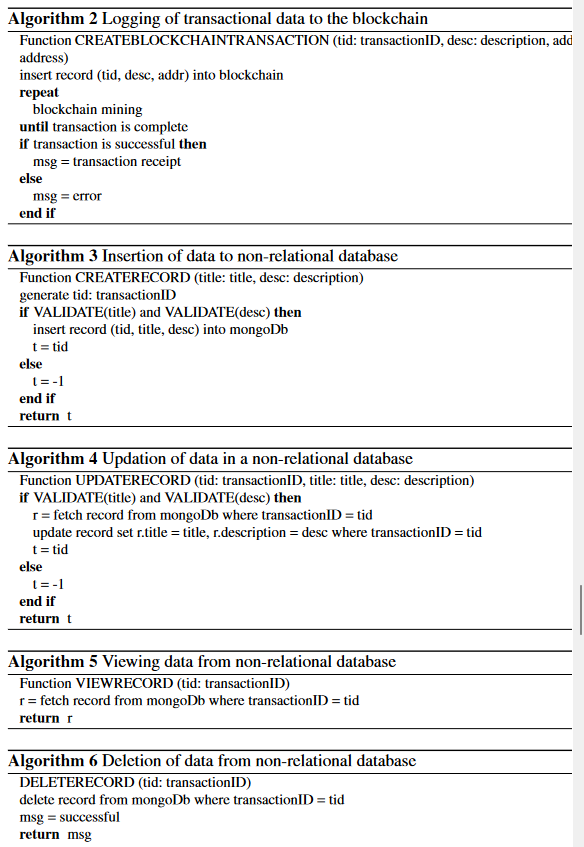 Algorithm 2 Logging of transactional data to the blockchain
Function CREATEBLOCKCHAINTRANSACTION (tid: transactionID, desc: description, add
address)
insert record (tid, desc, addr) into blockchain
repeat
blockchain mining
until transaction is complete
if transaction is successful then
msg = transaction receipt
else
msg = error
end if
Algorithm 3 Insertion of data to non-relational database
Function CREATERECORD (title: title, desc: description)
generate tid: transactionID
if VALIDATE(title) and VALIDATE(desc) then
insert record (tid, title, desc) into mongoDb
t = tid
else
t = -1
end if
return t
Algorithm 4 Updation of data in a non-relational database
Function UPDATERECORD (tid: transactionID, title: title, desc: description)
if VALIDATE(title) and VALIDATE(desc) then
r = fetch record from mongoDb where transactionID = tid
update record set r.title = title, r.description = desc where transactionID = tid
t = tid
else
t = -1
end if
return t
Algorithm 5 Viewing data from non-relational database
Function VIEWRECORD (tid: transactionID)
r = fetch record from mongoDb where transactionID = tid
return r
Algorithm 6 Deletion of data from non-relational database
DELETERECORD (tid: transactionID)
delete record from mongoDb where transactionID = tid
msg = successful
return msg